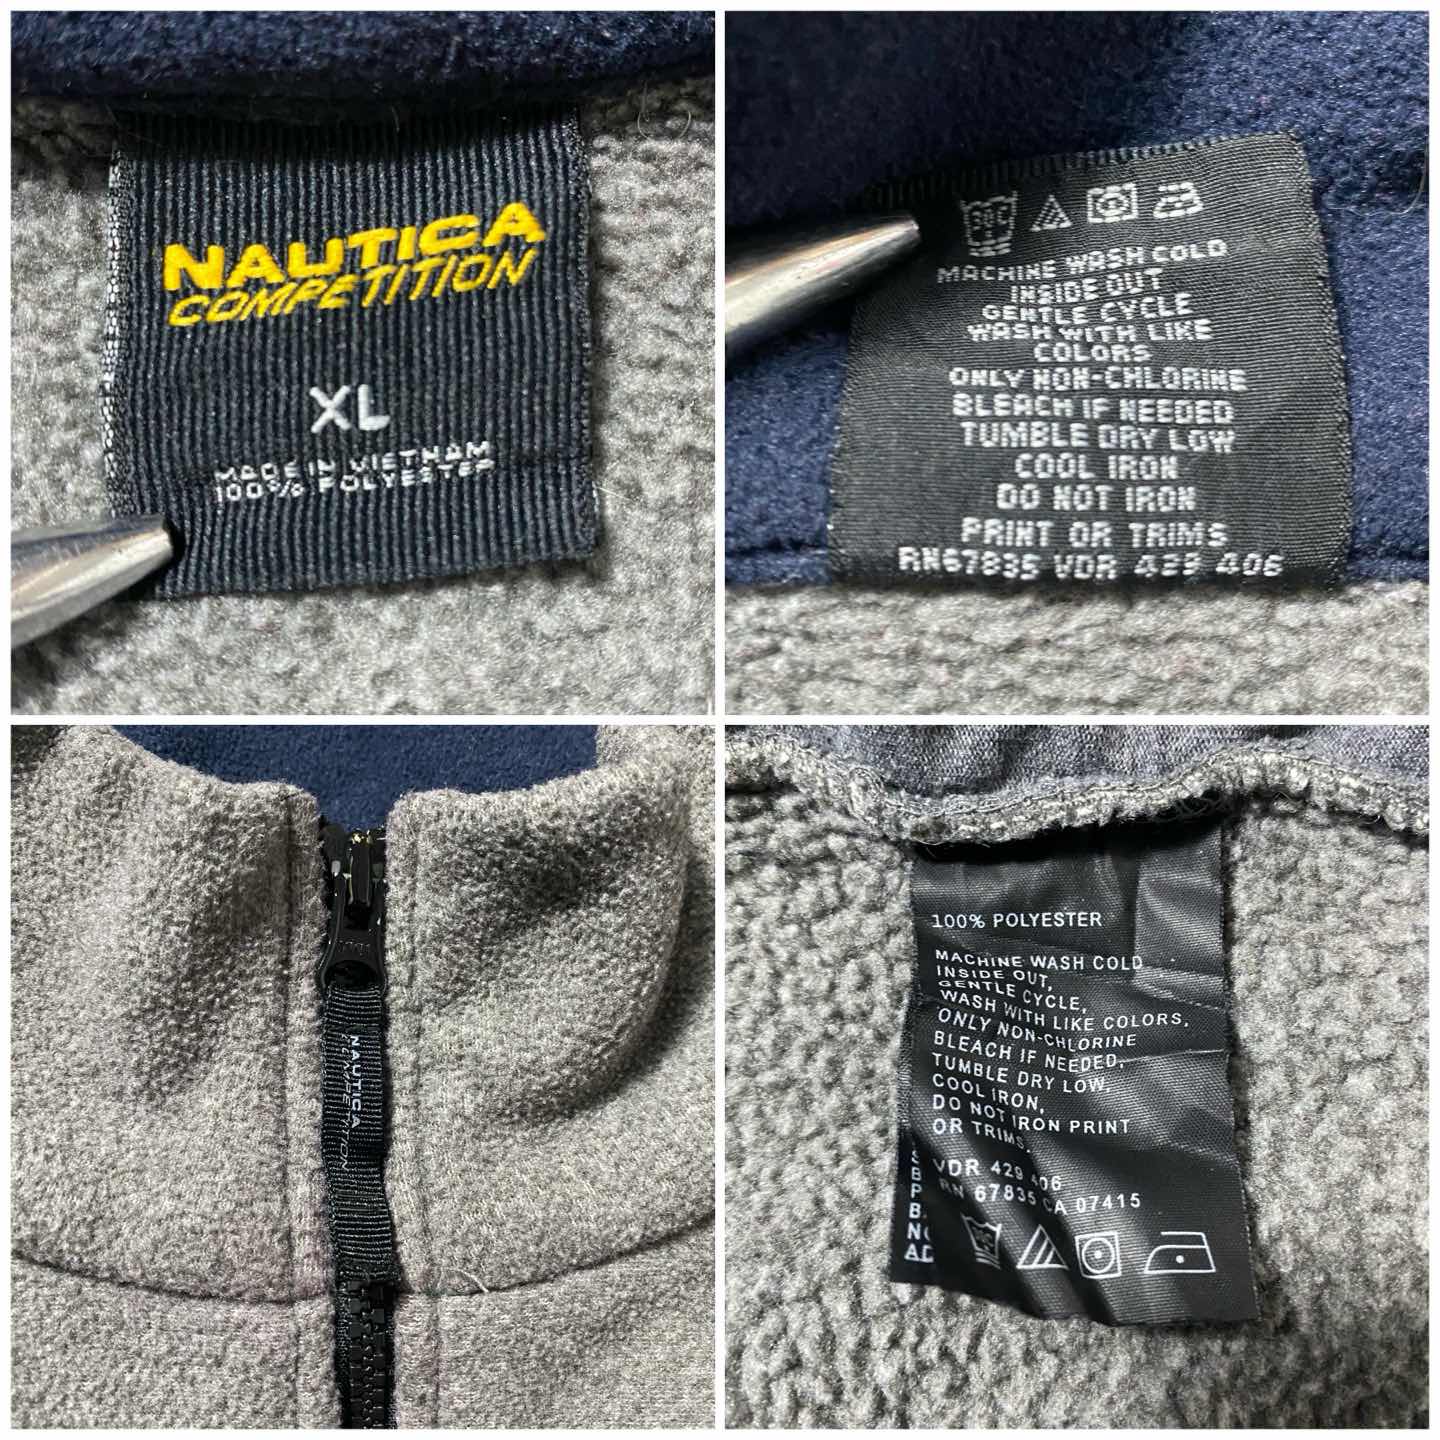 NAUTICA
COMPETITION
XL
MADE IN VIETNAM
100% POLYESTER
MACHINE WASH COLD
INSIDE OUT
GENTLE CYCLE
WASH WITH LIKE
COLORS
ONLY NON-CHLORINE
BLEACH IF NEEDED
TUMBLE DRY LOW
COOL IRON
DO NOT IRON
PRINT OR TRIMS
RN67835 VDR 429 406
NAUTICA
COMPETITION
100% POLYESTER
MACHINE WASH COLD
INSIDE OUT,
GENTLE CYCLE,
WASH WITH LIKE COLORS,
ONLY NON-CHLORINE
BLEACH IF NEEDED,
TUMBLE DRY LOW,
COOL IRON,
DO NOT IRON PRINT
OR TRIMS.
VDR 429 406
RN 67835 CA 07415